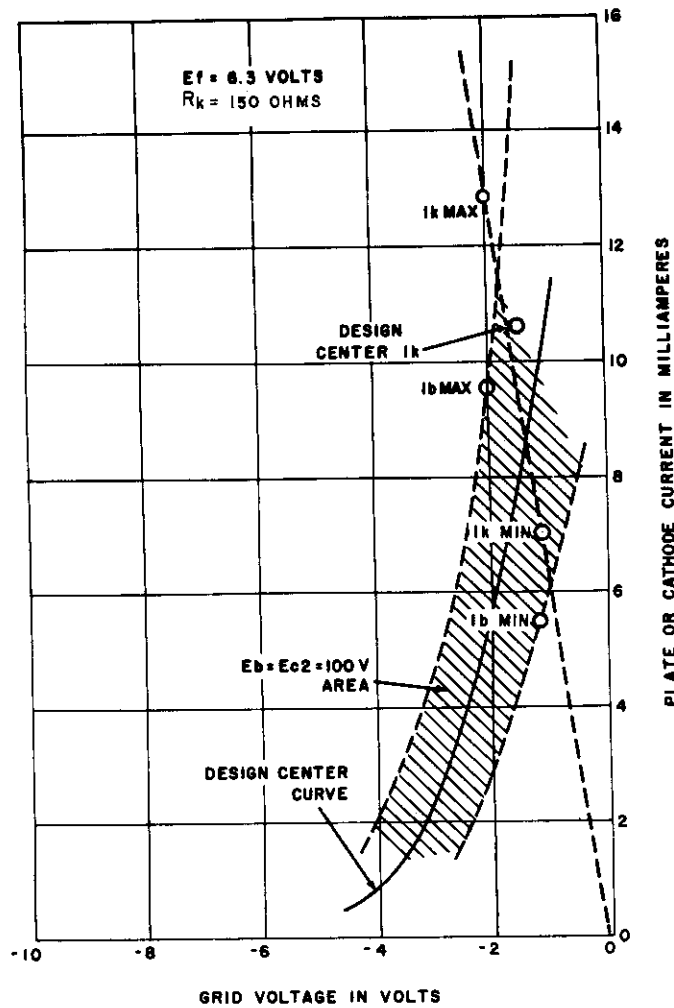 16
Ef = 6.3 VOLTS
Rk = 150 OHMS
14
Ik MAX
12
DESIGN
CENTER Ik
10
Ib MAX
8
Ik MIN
6
Ib MIN
Eb = Ec2 = 100 V
AREA
4
DESIGN CENTER
CURVE
2
0
-10
-8
-6
-4
-2
0
GRID VOLTAGE IN VOLTS
PLATE OR CATHODE CURRENT IN MILLIAMPERES